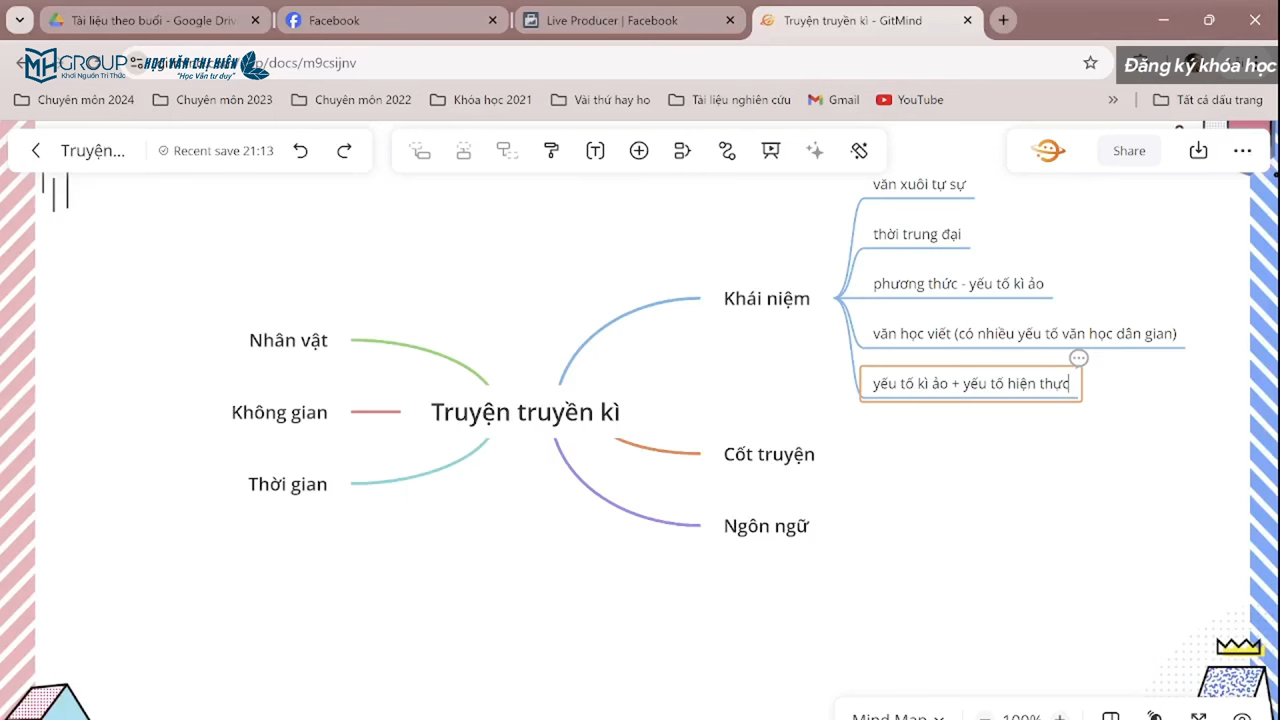 Tài liệu theo buổi - Google Driv
Facebook
Live Producer | Facebook
Truyện truyền kì - GitMind
MH GROUP
Khơi Nguồn Tri Thức
HỌC VĂN CHỊ HIÊN
"Học Văn tư duy"
/docs/m9csijnv
Đăng ký khóa học
Chuyên môn 2024
Chuyên môn 2023
Chuyên môn 2022
Khóa học 2021
Vài thứ hay ho
Tài liệu nghiên cứu
Gmail
YouTube
Tất cả dấu trang
Truyện...
Recent save 21:13
Share
văn xuôi tự sự
thời trung đại
phương thức - yếu tố kì ảo
Khái niệm
văn học viết (có nhiều yếu tố văn học dân gian)
Nhân vật
yếu tố kì ảo + yếu tố hiện thực
Không gian
Truyện truyền kì
Cốt truyện
Thời gian
Ngôn ngữ
Mind Map
100%